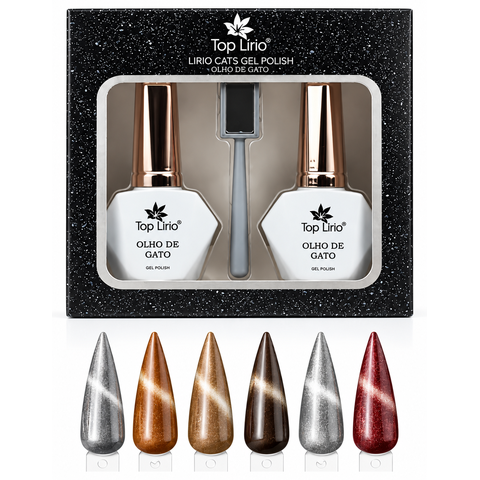 Top Lirio®
LIRIO CATS GEL POLISH
OLHO DE GATO
Top Lirio®
OLHO DE
GATO
GEL POLISH
Top Lirio®
OLHO DE
GATO
GEL POLISH